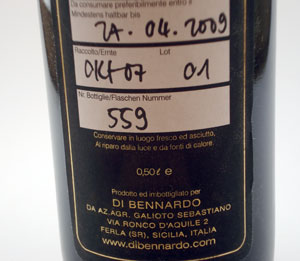 Da consumare preferibilmente entro il
Mindestens haltbar bis
27.04.2009
Raccolto/Ernte Lot
OKT 07 01
Nr. Bottiglie/Flaschen Nummer
559
Conservare in luogo fresco ed asciutto,
Al riparo dalla luce e da fonti di calore.
0,50 ℓ e
Prodotto ed imbottigliato per
DI BENNARDO
DA AZ.AGR. GALIOTO SEBASTIANO
VIA RONCO D'AQUILE 2
FERLA (SR), SICILIA, ITALIA
www.dibennardo.com